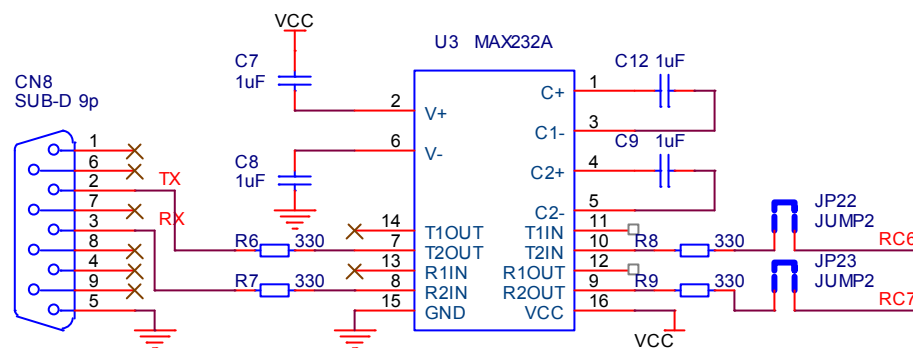 VCC
U3 MAX232A
C7
1uF
C12 1uF
CN8
SUB-D 9p
2
V+
C+
1
C1-
3
6
V-
C9 1uF
C2+
4
C8
1uF
C2-
5
1
6
2
7
3
8
4
9
5
TX
RX
14
T1OUT
T1IN
11
R6
330
7
T2OUT
T2IN
10
R8
330
13
R1IN
R1OUT
12
R7
330
8
R2IN
R2OUT
9
R9
330
15
GND
VCC
16
VCC
JP22
JUMP2
RC6
JP23
JUMP2
RC7